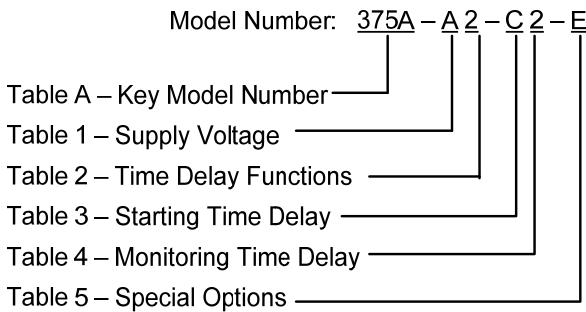 Model Number: 375A – A 2 – C 2 – E
Table A – Key Model Number
Table 1 – Supply Voltage
Table 2 – Time Delay Functions
Table 3 – Starting Time Delay
Table 4 – Monitoring Time Delay
Table 5 – Special Options